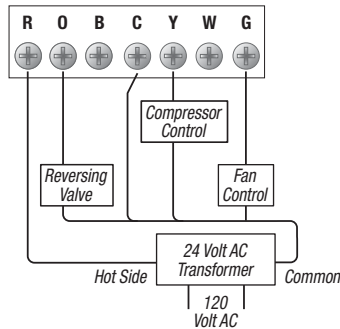 R O B C Y W G
Compressor
Control
Reversing
Valve
Fan
Control
24 Volt AC
Transformer
Hot Side
Common
120
Volt AC